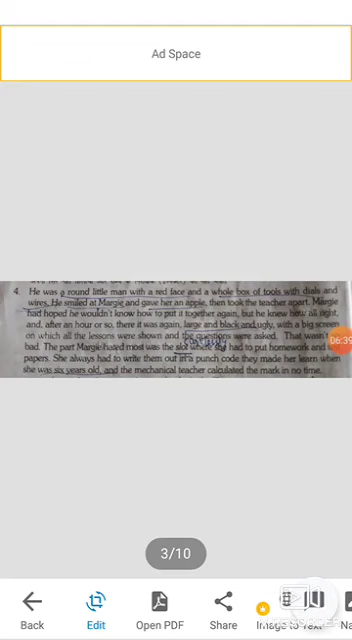 Ad Space
4. He was a round little man with a red face and a whole box of tools with dials and
wires. He smiled at Margie and gave her an apple, then took the teacher apart. Margie
had hoped he wouldn't know how to put it together again, but he knew how all right,
and, after an hour or so, there it was again, large and black and ugly, with a big screen
on which all the lessons were shown and the questions were asked. That wasn't
bad. The part Margie hated most was the slot where she had to put homework and
papers. She always had to write them out in a punch code they made her learn when
she was six years old, and the mechanical teacher calculated the mark in no time.
06:39
3/10
Back Edit Open PDF Share Image to Text Na